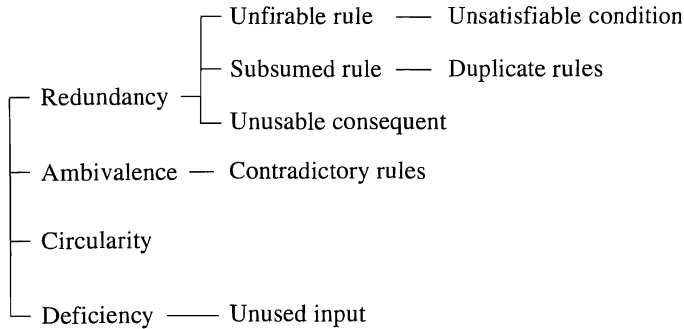 Unfirable rule — Unsatisfiable condition
Subsumed rule — Duplicate rules
Redundancy
Unusable consequent
Ambivalence — Contradictory rules
Circularity
Deficiency — Unused input